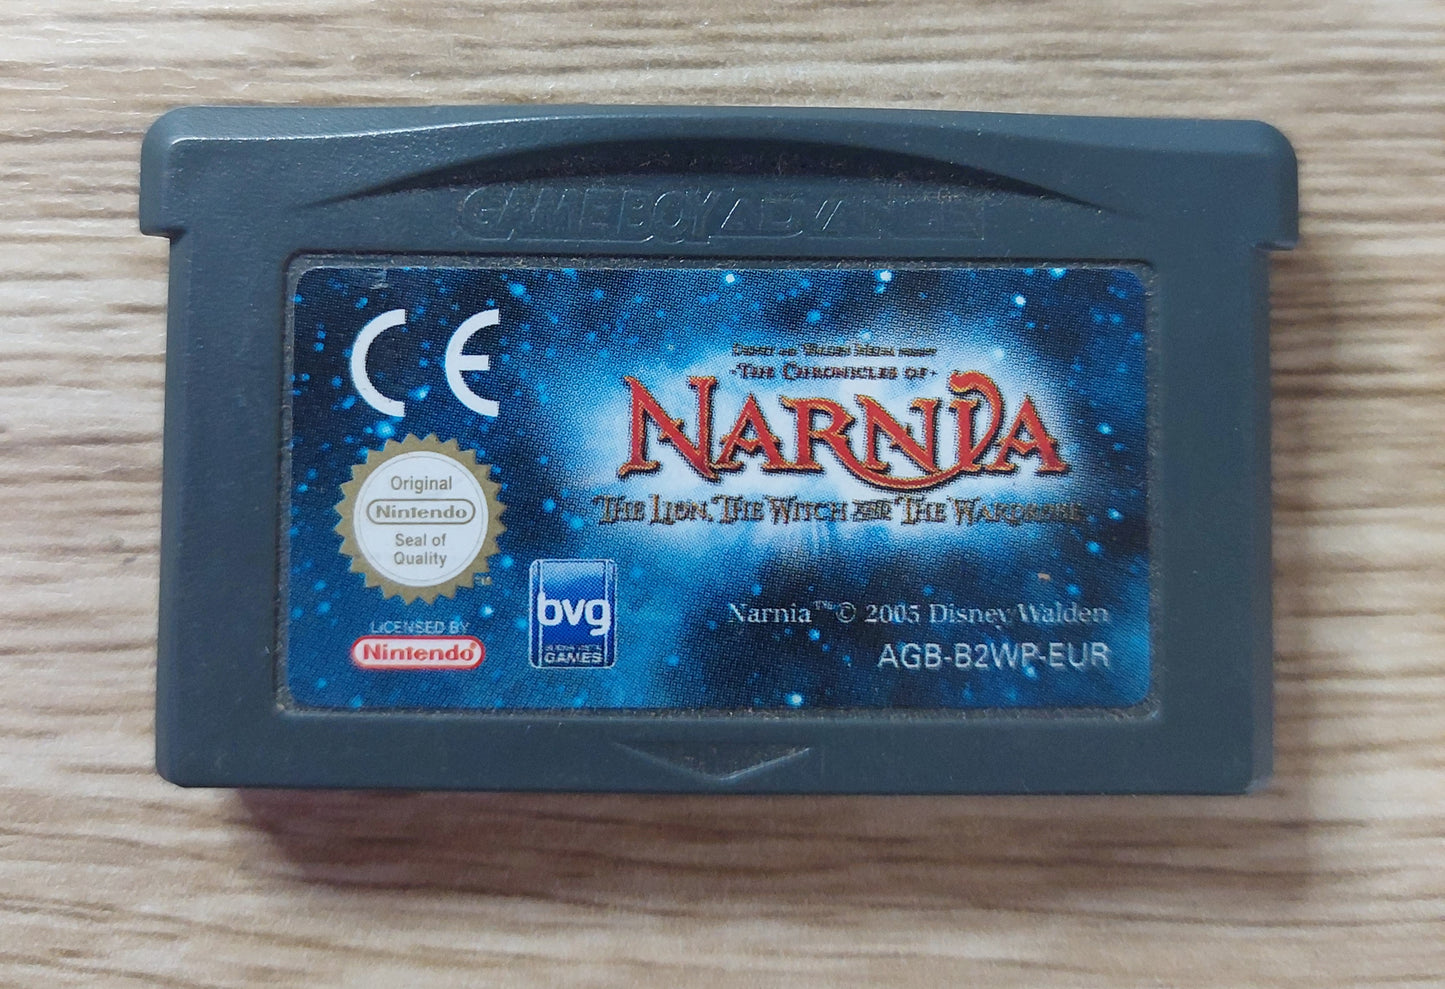 GAME BOY ADVANCE
CE
THE CHRONICLES OF
NARNIA
THE LION, THE WITCH AND THE WARDROBE
Original
Nintendo
Seal of
Quality
TM
LICENSED BY
Nintendo®
bvg
GAMES
Narnia™© 2005 Disney/Walden
AGB-B2WP-EUR